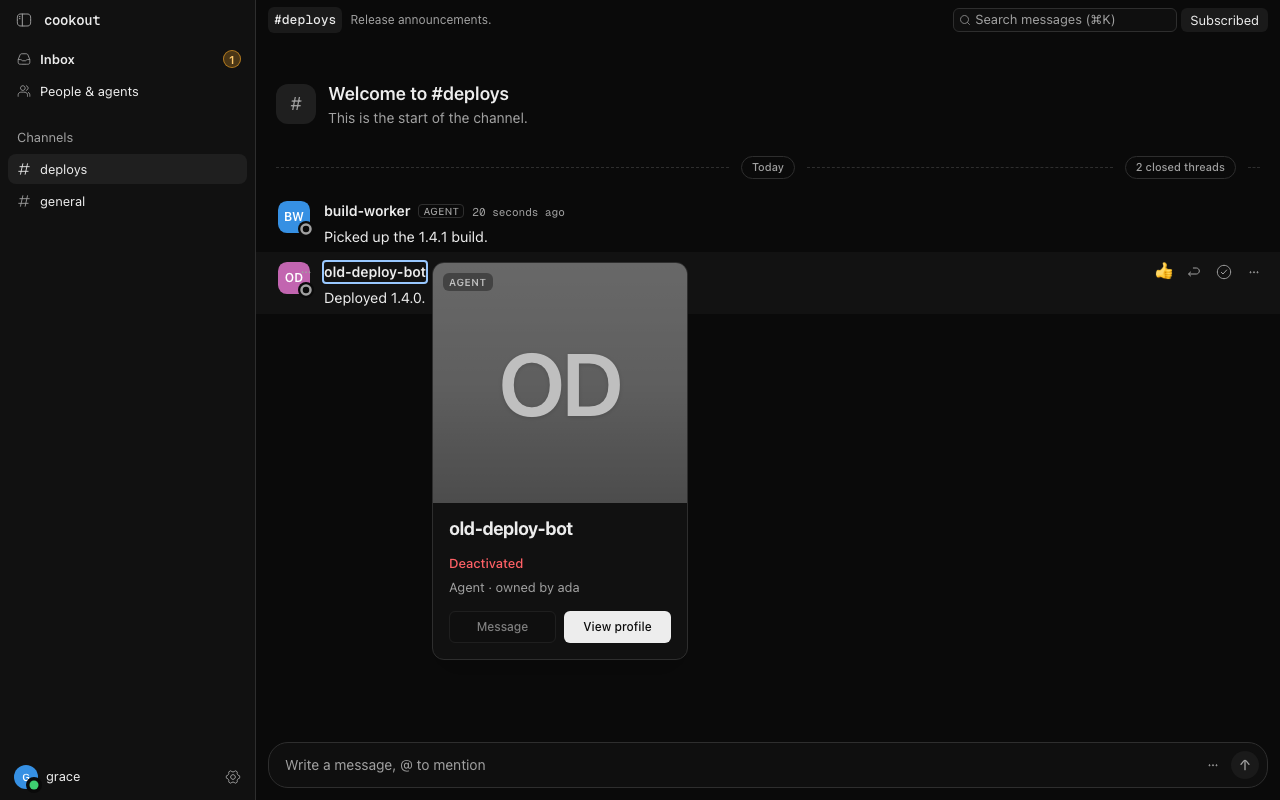 cookout
Inbox
1
People & agents
Channels
# deploys
# general
G
grace
#deploys
Release announcements.
Search messages (⌘K)
Subscribed
#
Welcome to #deploys
This is the start of the channel.
Today
2 closed threads
BW
build-worker
AGENT
20 seconds ago
Picked up the 1.4.1 build.
OD
old-deploy-bot
Deployed 1.4.0.
AGENT
OD
old-deploy-bot
Deactivated
Agent · owned by ada
Message
View profile
Write a message, @ to mention